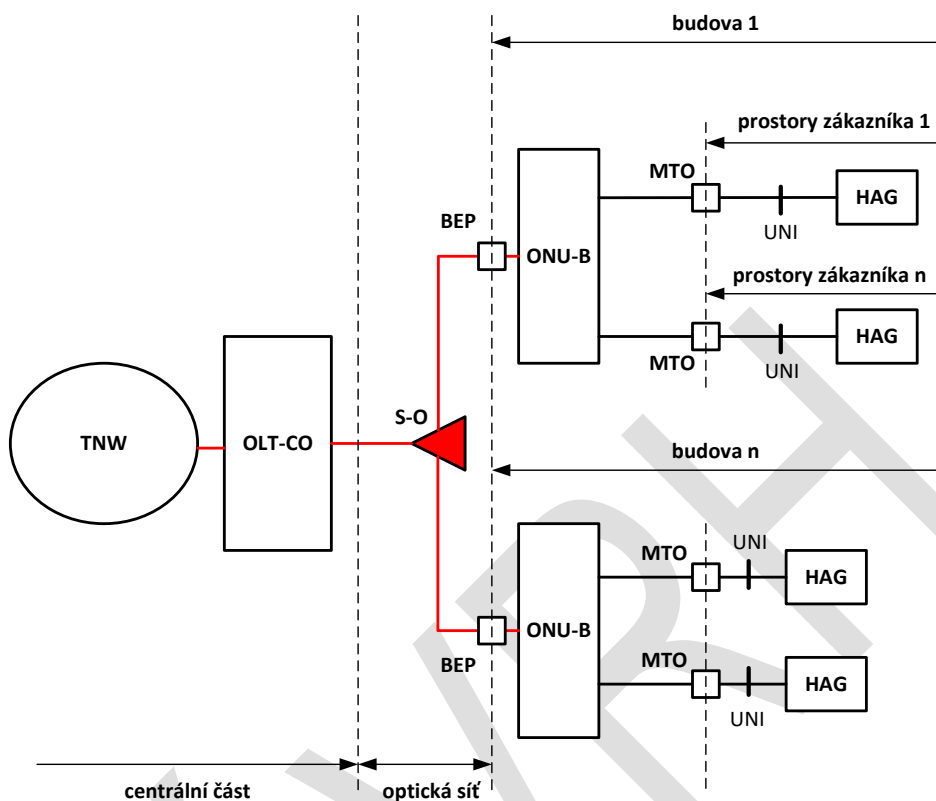 budova 1
prostory zákazníka 1
MTO
HAG
UNI
BEP
ONU-B
prostory zákazníka n
HAG
MTO
UNI
S-O
TNW
OLT-CO
budova n
UNI
MTO
HAG
ONU-B
BEP
MTO
HAG
UNI
centrální část
optická síť